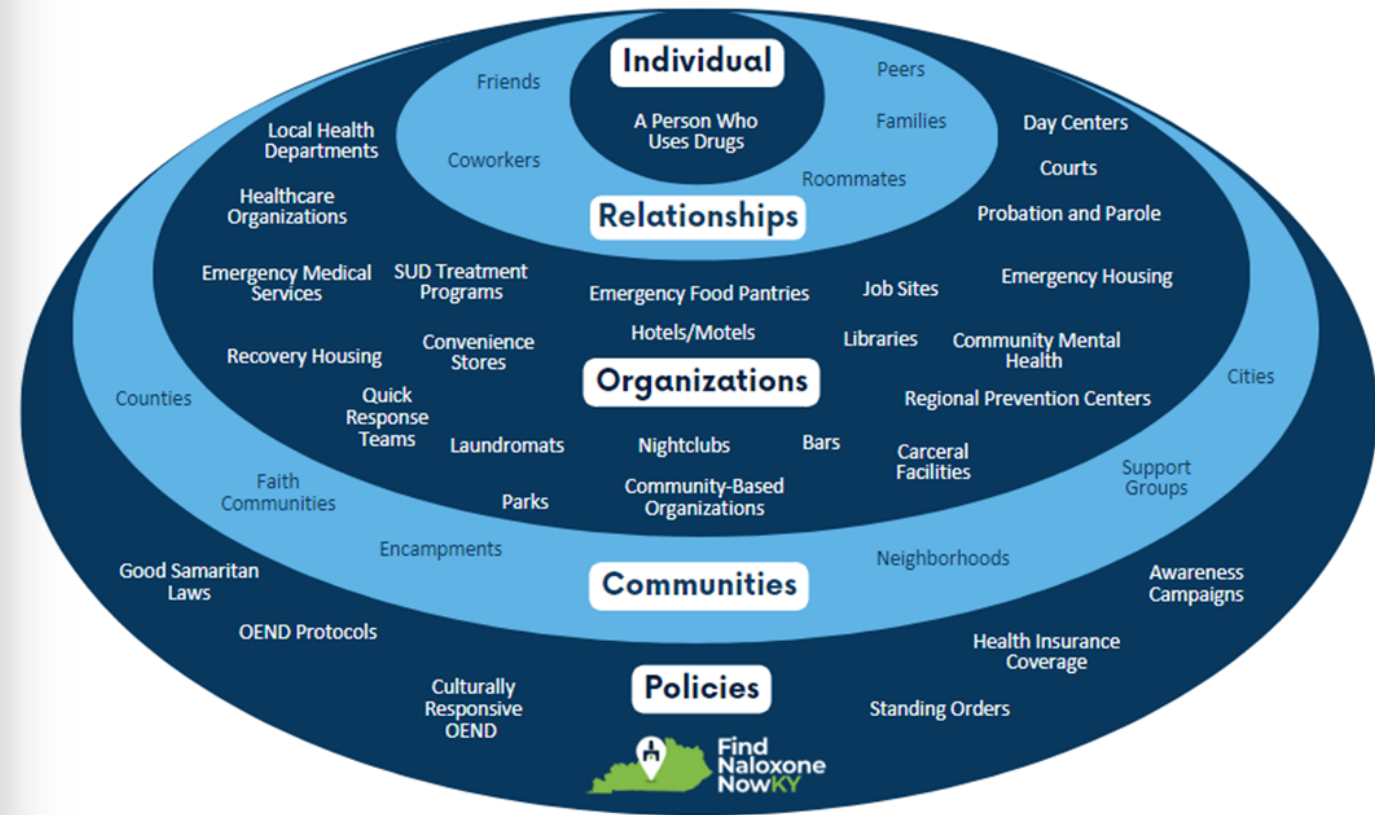 Individual
A Person Who
Uses Drugs
Friends
Peers
Families
Coworkers
Roommates
Relationships
Local Health
Departments
Day Centers
Courts
Healthcare
Organizations
Probation and Parole
Emergency Medical
Services
SUD Treatment
Programs
Emergency Food Pantries
Job Sites
Emergency Housing
Hotels/Motels
Libraries
Community Mental
Health
Recovery Housing
Convenience
Stores
Organizations
Quick
Response
Teams
Regional Prevention Centers
Laundromats
Nightclubs
Bars
Carceral
Facilities
Parks
Community-Based
Organizations
Counties
Cities
Faith
Communities
Support
Groups
Encampments
Neighborhoods
Communities
Good Samaritan
Laws
Awareness
Campaigns
OEND Protocols
Health Insurance
Coverage
Culturally
Responsive
OEND
Policies
Standing Orders
Find
Naloxone
NowKY